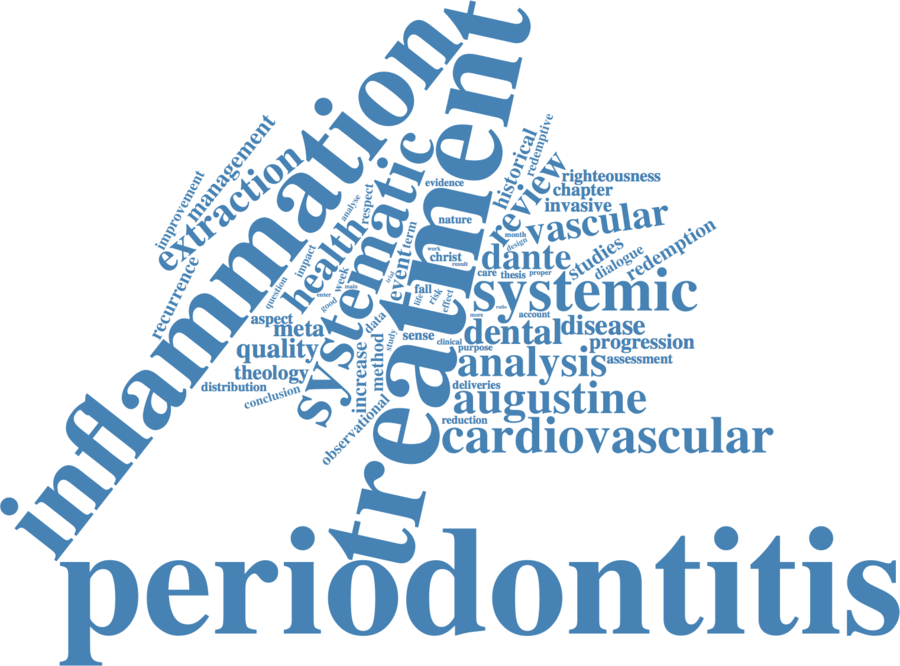 inflammation
treatment
periodontitis
systematic
systemic
cardiovascular
augustine
analysis
dental
disease
progression
assessment
vascular
dante
review
historical
redemptive
righteousness
chapter
invasive
studies
dialogue
redemption
extraction
management
improvement
recurrence
health
impact
question
analyse
respect
evidence
nature
month
design
christ
work
result
care
thesis
proper
event
term
trial
week
main
enter
good
fall
life
risk
effect
more
account
aspect
meta
quality
theology
distribution
conclusion
data
study
sense
clinical
purpose
increase
method
observational
deliveries
reduction